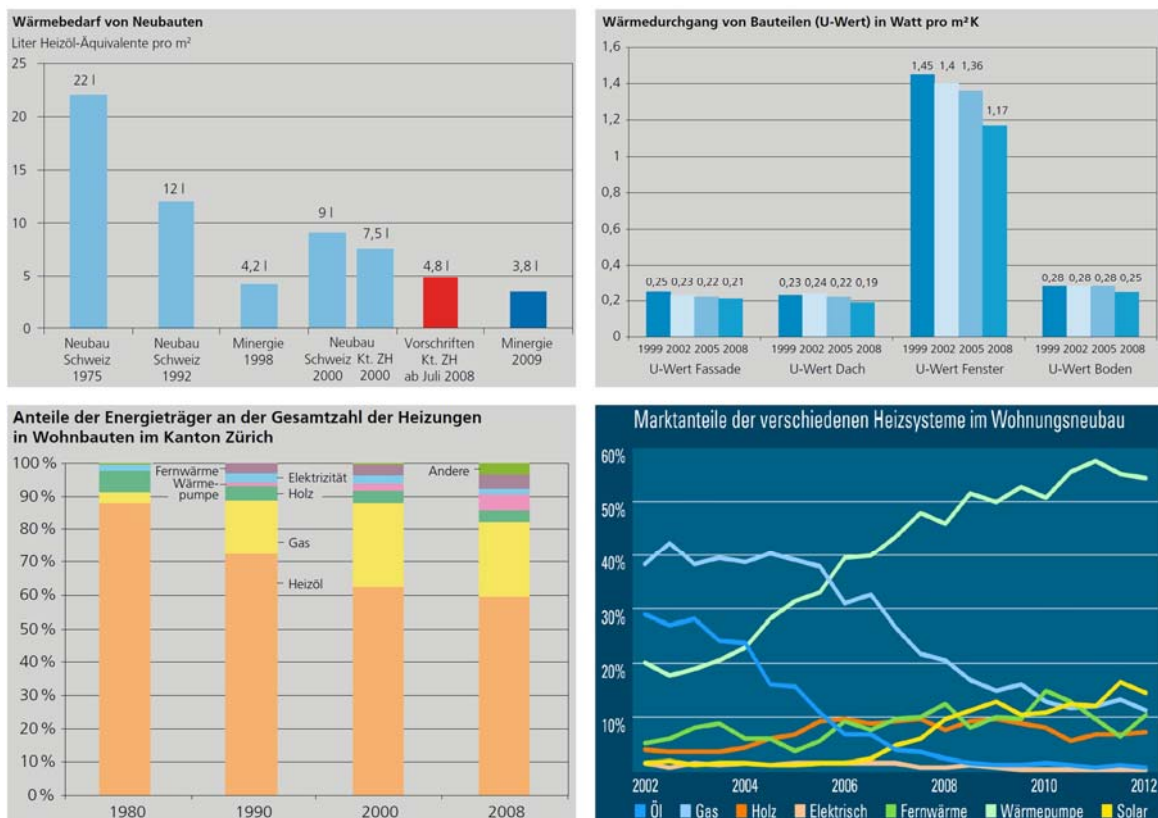 Wärmebedarf von Neubauten
Liter Heizöl-Äquivalente pro m²
25
20
15
10
5
0
22 l
12 l
4,2 l
9 l
7,5 l
4,8 l
3,8 l
Neubau
Schweiz
1975
Neubau
Schweiz
1992
Minergie
1998
Neubau
Schweiz Kt. ZH
2000 2000
Vorschriften
Kt. ZH
ab Juli 2008
Minergie
2009
Wärmedurchgang von Bauteilen (U-Wert) in Watt pro m² K
1,6
1,4
1,2
1
0,8
0,6
0,4
0,2
0
0,25 0,23 0,22 0,21
0,23 0,24 0,22 0,19
1,45 1,4 1,36
1,17
0,28 0,28 0,28 0,25
1999 2002 2005 2008 1999 2002 2005 2008 1999 2002 2005 2008 1999 2002 2005 2008
U-Wert Fassade U-Wert Dach U-Wert Fenster U-Wert Boden
Anteile der Energieträger an der Gesamtzahl der Heizungen
in Wohnbauten im Kanton Zürich
100 %
90 %
80 %
70 %
60 %
50 %
40 %
30 %
20 %
10 %
0 %
Fernwärme
Wärme-
pumpe
Elektrizität
Holz
Gas
Heizöl
Andere
1980 1990 2000 2008
Marktanteile der verschiedenen Heizsysteme im Wohnungsneubau
60%
50%
40%
30%
20%
10%
2002 2004 2006 2008 2010 2012
Öl Gas Holz Elektrisch Fernwärme Wärmepumpe Solar